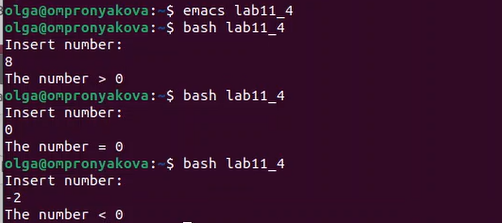 olga@ompronyakova:~$ emacs lab11_4
olga@ompronyakova:~$ bash lab11_4
Insert number:
8
The number > 0
olga@ompronyakova:~$ bash lab11_4
Insert number:
0
The number = 0
olga@ompronyakova:~$ bash lab11_4
Insert number:
-2
The number < 0